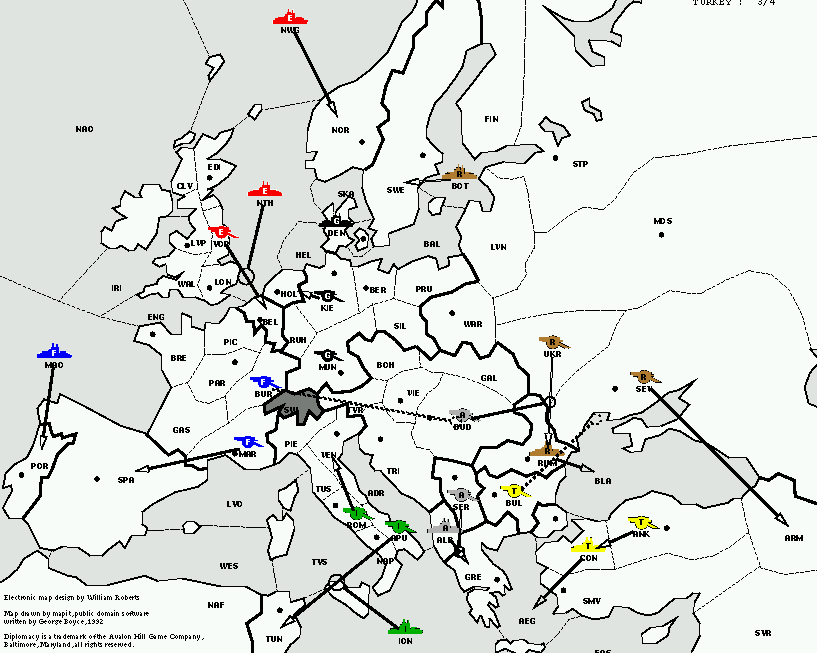 TURKEY : 3/4
E
NWG
NOR
FIN
NAO
STP
EDI
CLY
R
BOT
SWE
SKA
E
NTH
G
DEN
MOS
E
YOR
LVP
HEL
BAL
LVN
IRI
WAL
LON
HOL
G
KIE
BER
PRU
ENG
BEL
RUH
SIL
WAR
PIC
BRE
F
MAO
PAR
G
MUN
BOH
R
UKR
GAL
R
SEV
F
BUR
SWI
TYR
VIE
A
BUD
GAS
F
MAR
PIE
VEN
R
RUM
POR
SPA
TRI
BLA
LYO
TUS
ADR
A
SER
T
BUL
I
ROM
I
APU
A
ALB
T
ANK
ARM
T
CON
WES
TYS
NAP
GRE
SMY
NAF
AEG
TUN
I
ION
SYR
EAS
Electronic map design by William Roberts
Map drawn by mapit, public domain software
written by George Boyce, 1992
Diplomacy is a trademark of the Avalon Hill Game Company,
Baltimore, Maryland, all rights reserved.